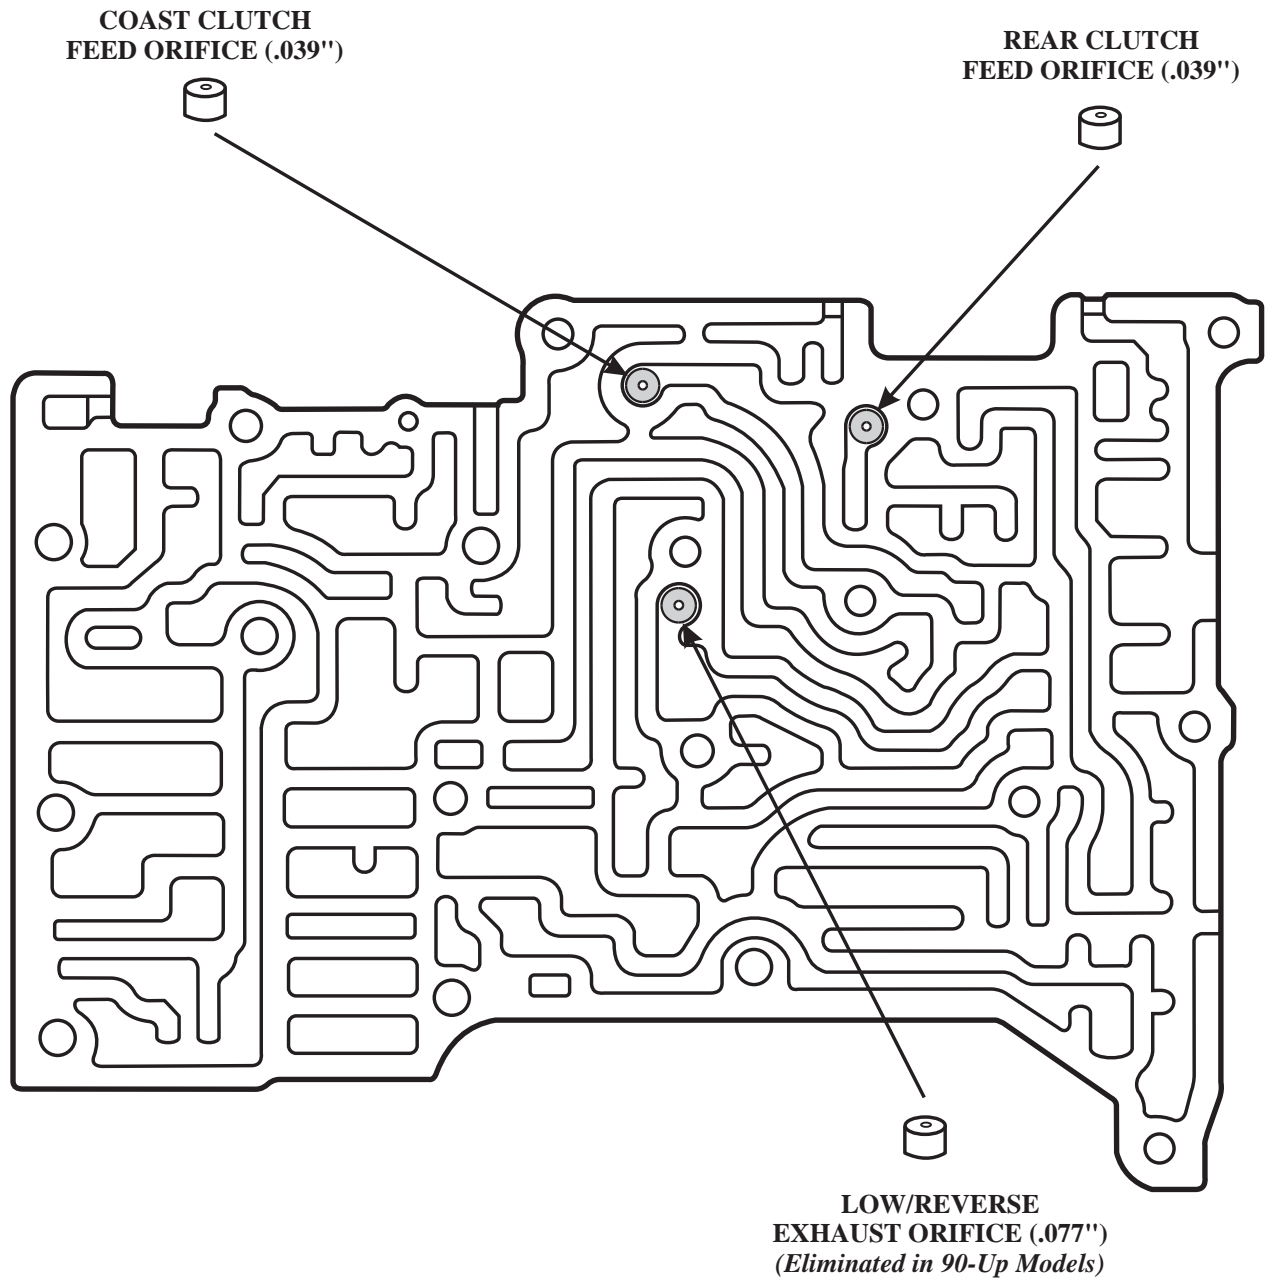 COAST CLUTCH
FEED ORIFICE (.039")
REAR CLUTCH
FEED ORIFICE (.039")
LOW/REVERSE
EXHAUST ORIFICE (.077")
(Eliminated in 90-Up Models)